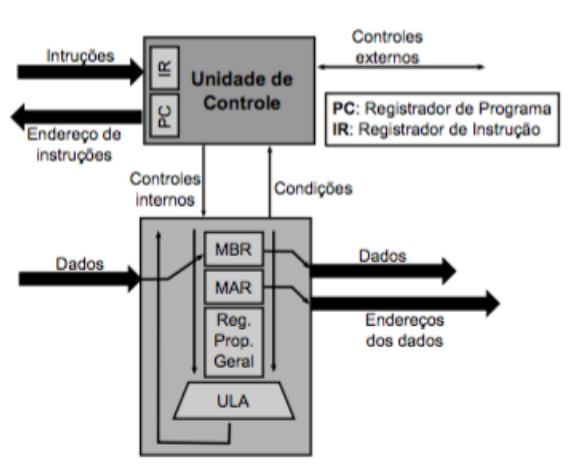 Intruções
IR
Unidade de
Controle
PC
Endereço de
instruções
Controles
externos
PC: Registrador de Programa
IR: Registrador de Instrução
Controles
internos
Condições
Dados
MBR
MAR
Reg.
Prop.
Geral
ULA
Dados
Endereços
dos dados